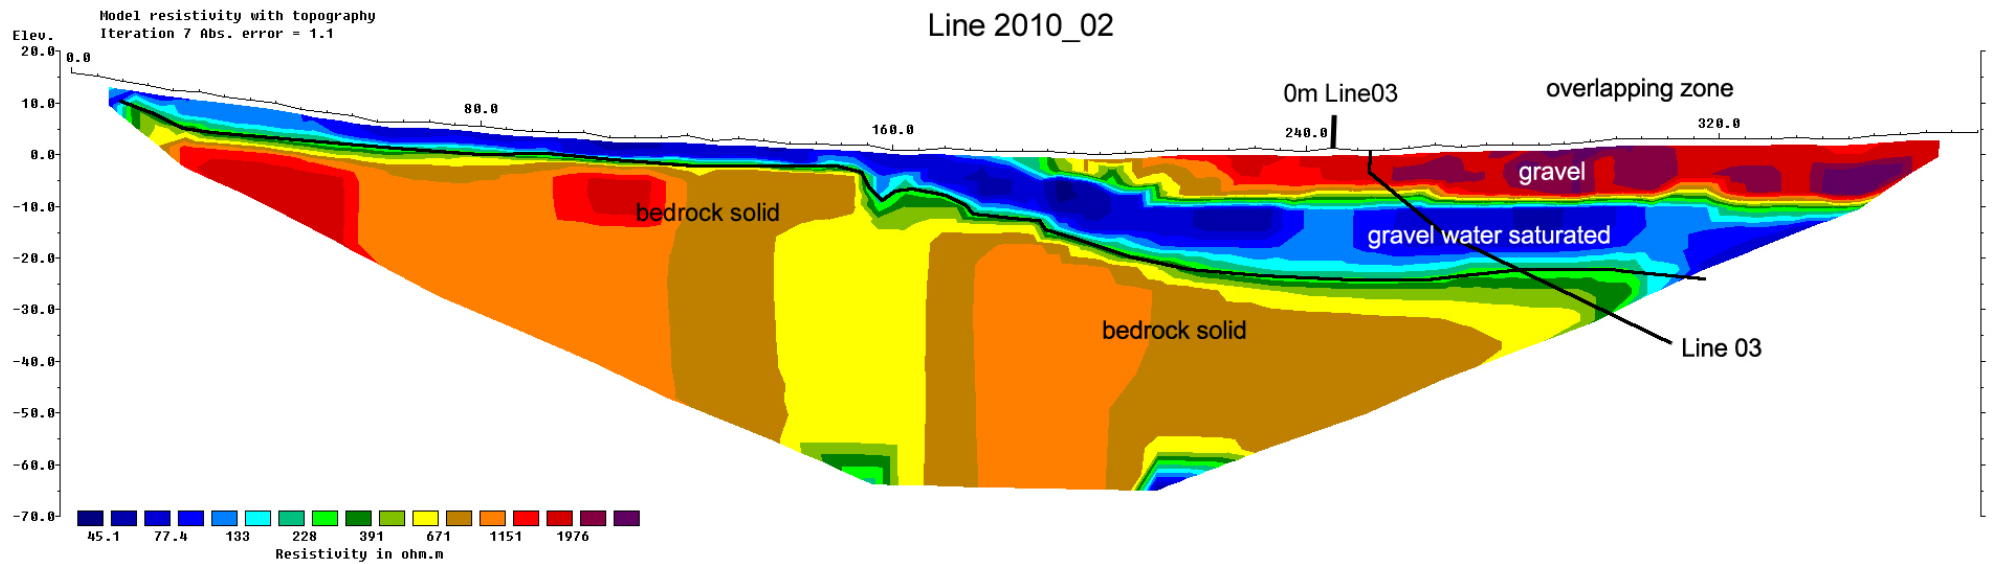 Model resistivity with topography
Iteration 7 Abs. error = 1.1
Line 2010_02
Elev.
20.0
0.0
10.0
80.0
0m Line03
overlapping zone
160.0
240.0
320.0
0.0
gravel
-10.0
bedrock solid
gravel water saturated
-20.0
-30.0
bedrock solid
Line 03
-40.0
-50.0
-60.0
-70.0
45.1 77.4 133 228 391 671 1151 1976
Resistivity in ohm.m